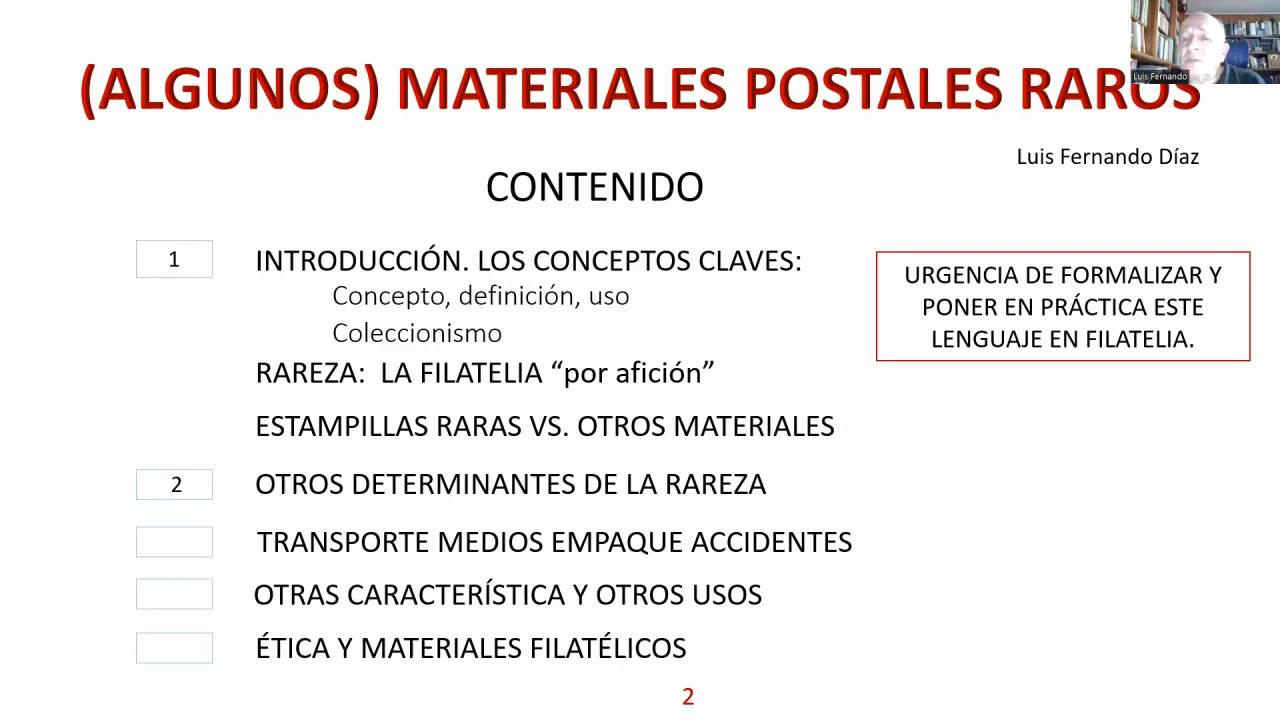 (ALGUNOS) MATERIALES POSTALES RAROS
Luis Fernando
Luis Fernando Díaz
CONTENIDO
1 INTRODUCCIÓN. LOS CONCEPTOS CLAVES:
Concepto, definición, uso
Coleccionismo
RAREZA: LA FILATELIA “por afición”
ESTAMPILLAS RARAS VS. OTROS MATERIALES
URGENCIA DE FORMALIZAR Y
PONER EN PRÁCTICA ESTE
LENGUAJE EN FILATELIA.
2 OTROS DETERMINANTES DE LA RAREZA
TRANSPORTE MEDIOS EMPAQUE ACCIDENTES
OTRAS CARACTERÍSTICA Y OTROS USOS
ÉTICA Y MATERIALES FILATÉLICOS
2